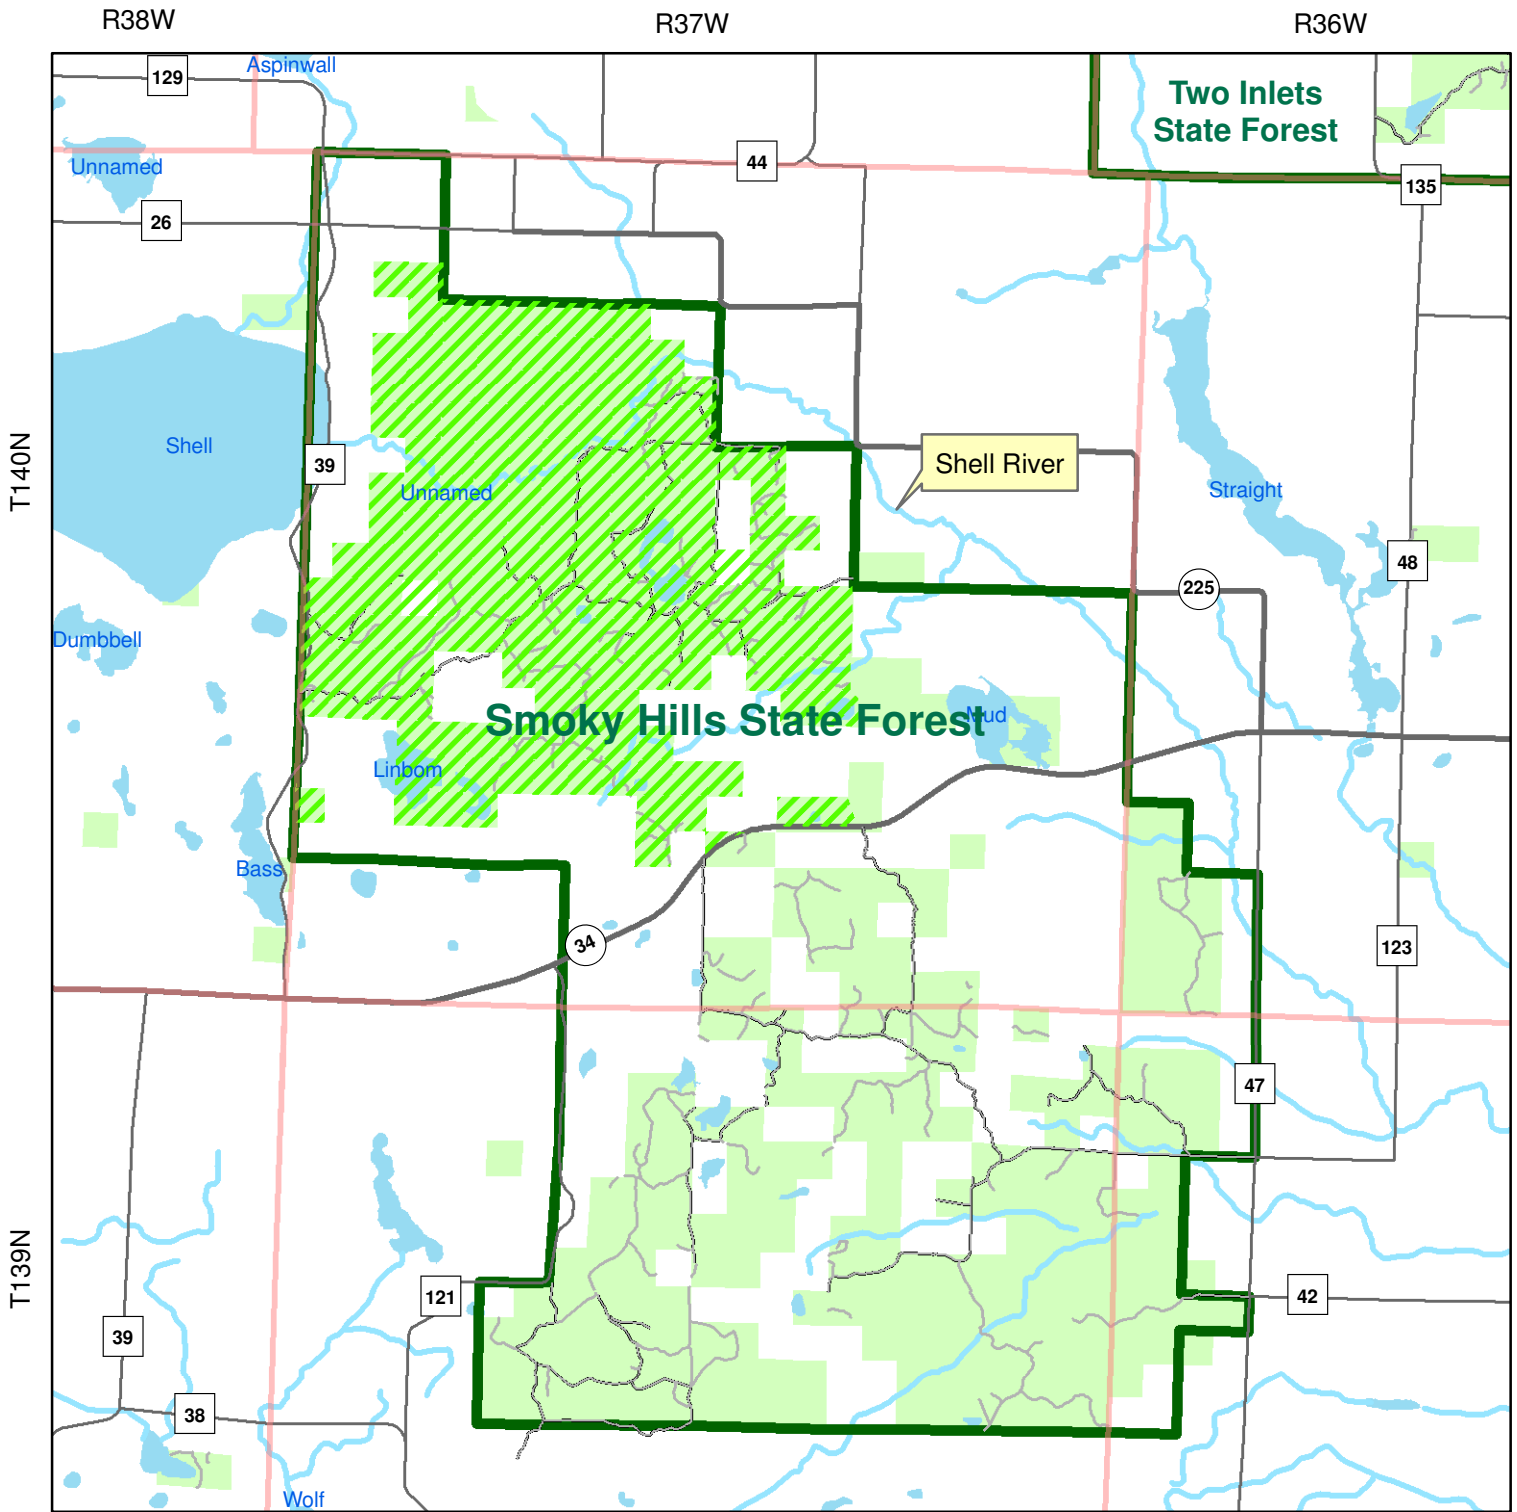 R38W
R37W
R36W
Aspinwall
129
Two Inlets
State Forest
44
Unnamed
135
26
T140N
Shell
39
Shell River
Unnamed
Straight
48
225
Dumbbell
Smoky Hills State Forest
Mud
Linbom
Bass
34
123
47
T139N
121
42
39
38
Wolf